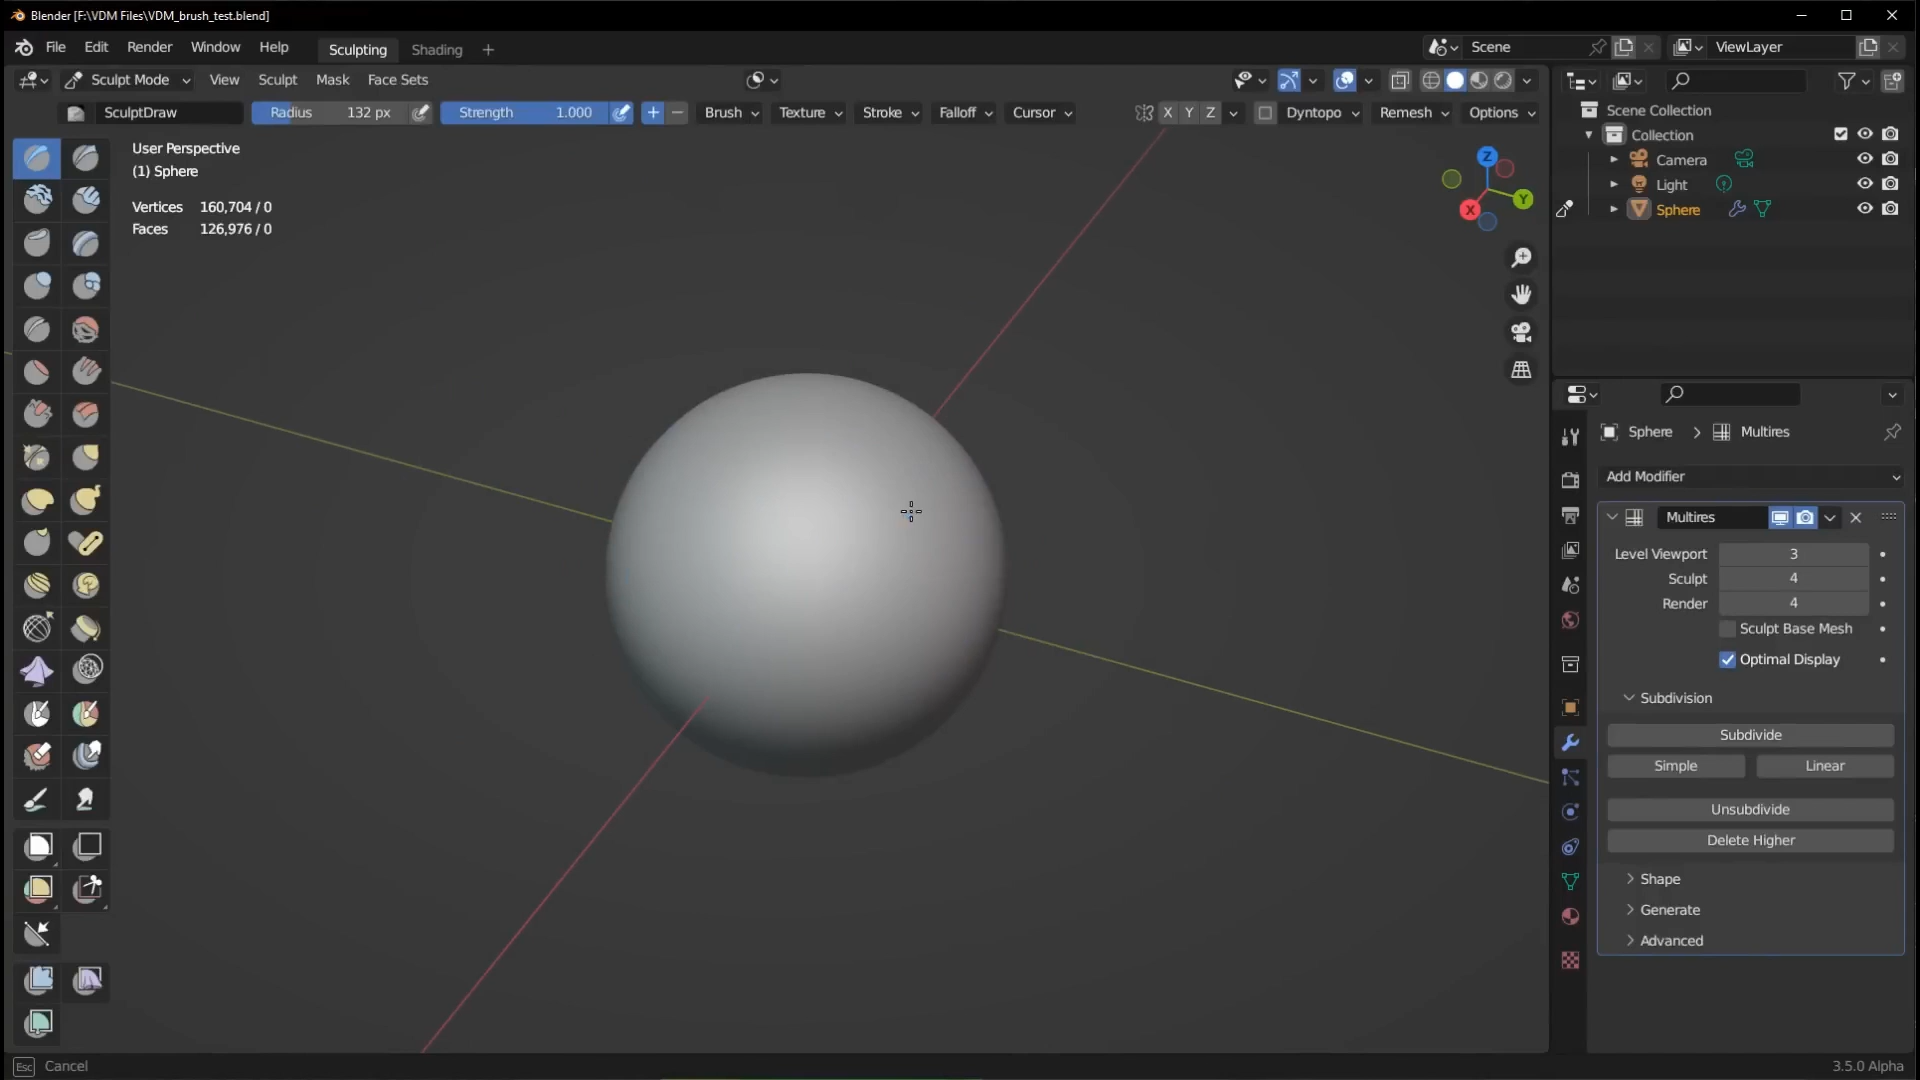 Blender [F:\VDM Files\VDM_brush_test.blend]
File Edit Render Window Help Sculpting Shading + Scene ViewLayer
Sculpt Mode View Sculpt Mask Face Sets
SculptDraw Radius 132 px Strength 1.000 Brush Texture Stroke Falloff Cursor X Y Z Dyntopo Remesh Options
User Perspective
(1) Sphere
Vertices 160,704 / 0
Faces 126,976 / 0
Z
Y
X
Scene Collection
Collection
Camera
Light
Sphere
Sphere > Multires
Add Modifier
Multires
Level Viewport 3
Sculpt 4
Render 4
Sculpt Base Mesh
Optimal Display
Subdivision
Subdivide
Simple Linear
Unsubdivide
Delete Higher
Shape
Generate
Advanced
Esc Cancel
3.5.0 Alpha